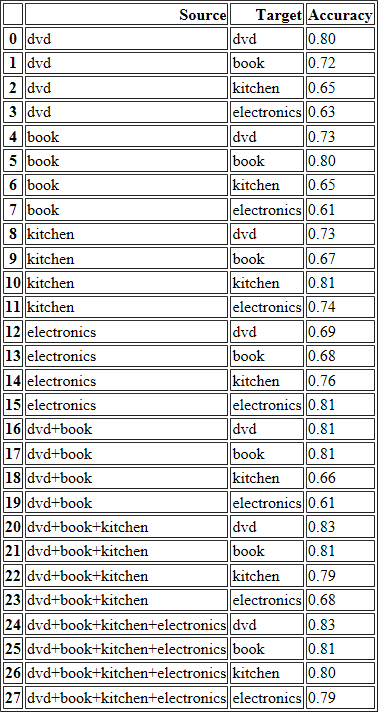 Source Target Accuracy
0 dvd dvd 0.80
1 dvd book 0.72
2 dvd kitchen 0.65
3 dvd electronics 0.63
4 book dvd 0.73
5 book book 0.80
6 book kitchen 0.65
7 book electronics 0.61
8 kitchen dvd 0.73
9 kitchen book 0.67
10 kitchen kitchen 0.81
11 kitchen electronics 0.74
12 electronics dvd 0.69
13 electronics book 0.68
14 electronics kitchen 0.76
15 electronics electronics 0.81
16 dvd+book dvd 0.81
17 dvd+book book 0.81
18 dvd+book kitchen 0.66
19 dvd+book electronics 0.61
20 dvd+book+kitchen dvd 0.83
21 dvd+book+kitchen book 0.81
22 dvd+book+kitchen kitchen 0.79
23 dvd+book+kitchen electronics 0.68
24 dvd+book+kitchen+electronics dvd 0.83
25 dvd+book+kitchen+electronics book 0.81
26 dvd+book+kitchen+electronics kitchen 0.80
27 dvd+book+kitchen+electronics electronics 0.79